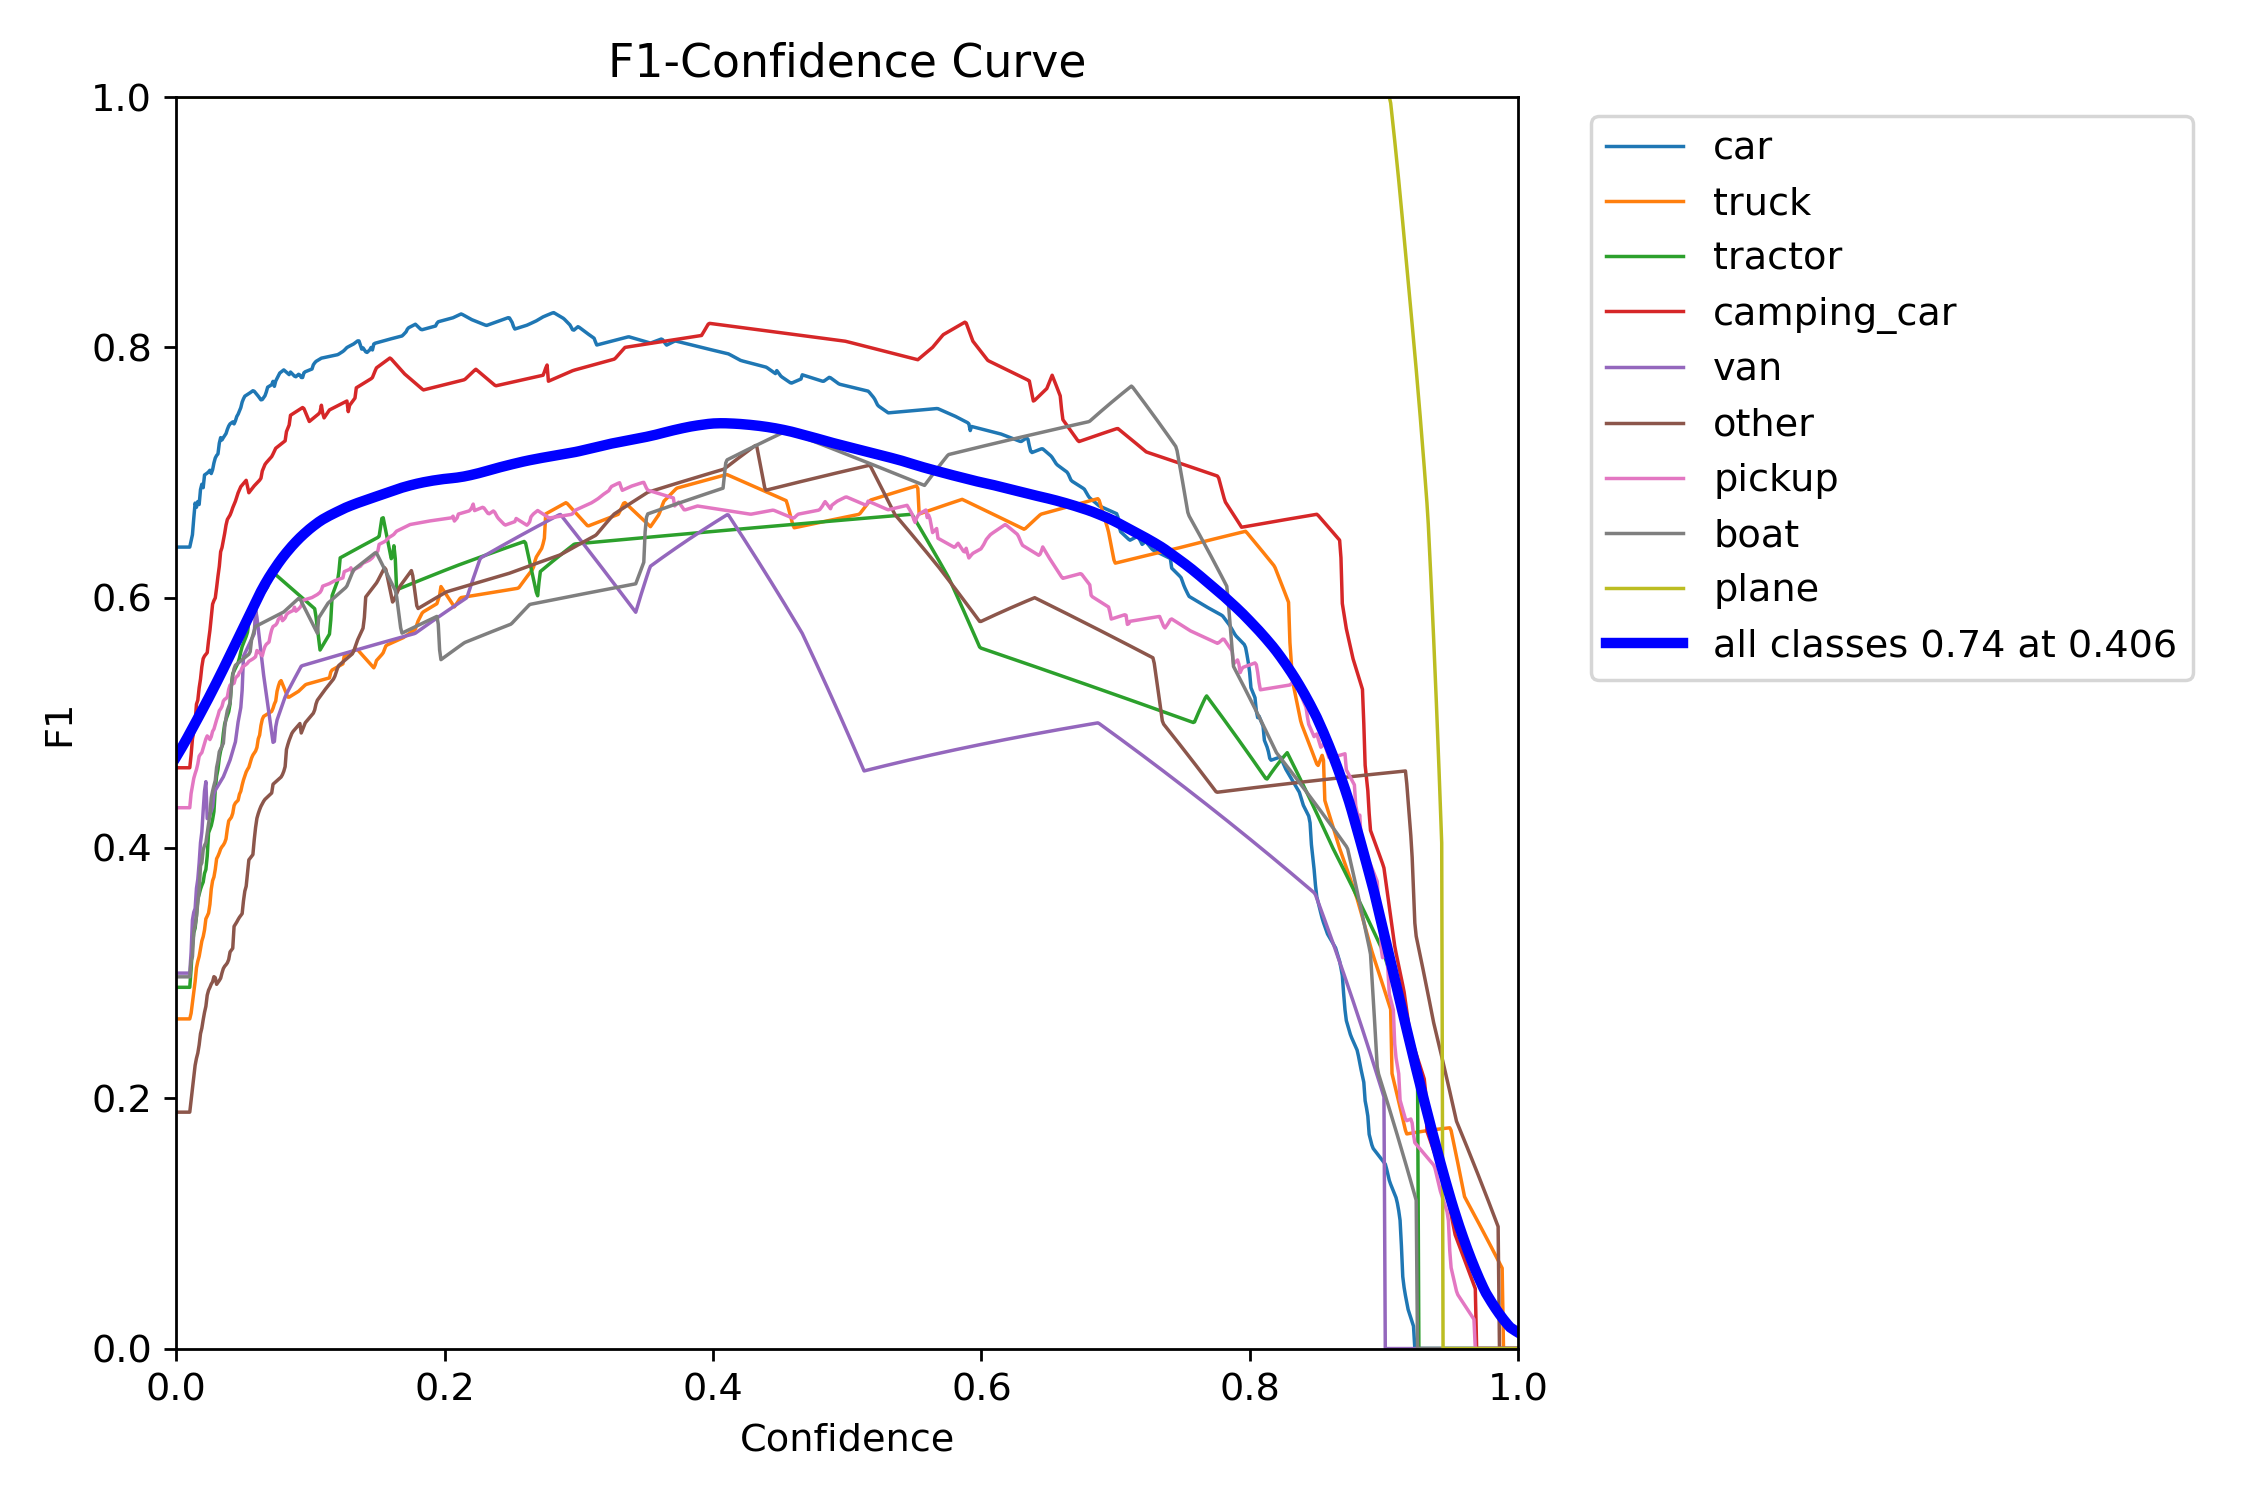 F1-Confidence Curve
1.0
0.8
0.6
0.4
0.2
0.0
F1
0.0 0.2 0.4 0.6 0.8 1.0
Confidence
car
truck
tractor
camping_car
van
other
pickup
boat
plane
all classes 0.74 at 0.406